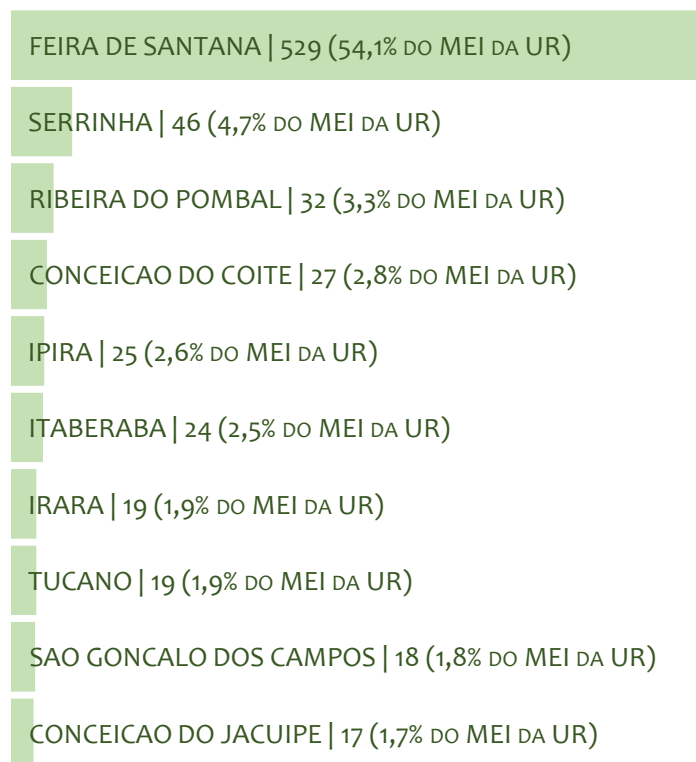 FEIRA DE SANTANA | 529 (54,1% DO MEI DA UR)
SERRINHA | 46 (4,7% DO MEI DA UR)
RIBEIRA DO POMBAL | 32 (3,3% DO MEI DA UR)
CONCEICAO DO COITE | 27 (2,8% DO MEI DA UR)
IPIRA | 25 (2,6% DO MEI DA UR)
ITABERABA | 24 (2,5% DO MEI DA UR)
IRARA | 19 (1,9% DO MEI DA UR)
TUCANO | 19 (1,9% DO MEI DA UR)
SAO GONCALO DOS CAMPOS | 18 (1,8% DO MEI DA UR)
CONCEICAO DO JACUIPE | 17 (1,7% DO MEI DA UR)